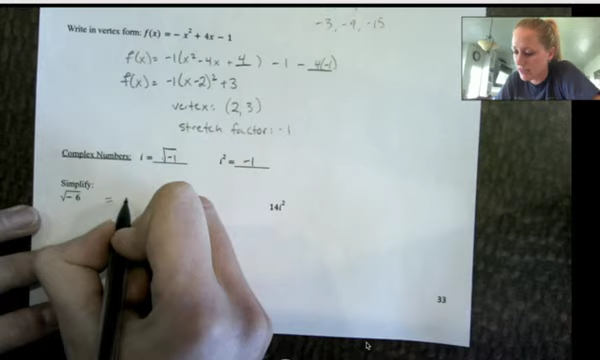 -3, -9, -15
Write in vertex form: f(x) = − x² + 4x − 1
f(x) = -1(x² - 4x + 4) - 1 - 4(-1)
f(x) = -1(x-2)² + 3
vertex: (2, 3)
stretch factor: -1
Complex Numbers: i = √-1 i² = -1
Simplify:
√−6 = 14i²
33